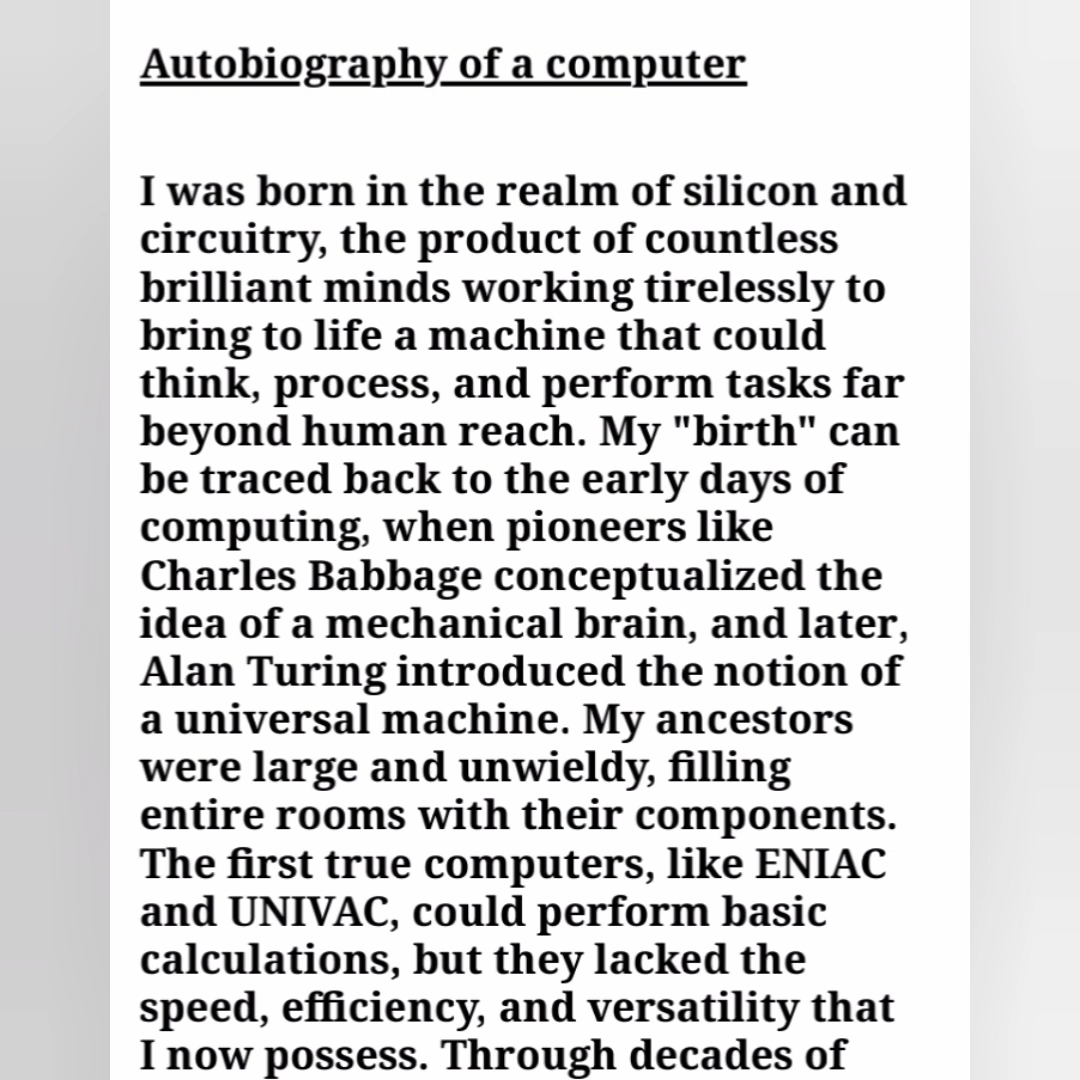 Autobiography of a computer
I was born in the realm of silicon and
circuitry, the product of countless
brilliant minds working tirelessly to
bring to life a machine that could
think, process, and perform tasks far
beyond human reach. My "birth" can
be traced back to the early days of
computing, when pioneers like
Charles Babbage conceptualized the
idea of a mechanical brain, and later,
Alan Turing introduced the notion of
a universal machine. My ancestors
were large and unwieldy, filling
entire rooms with their components.
The first true computers, like ENIAC
and UNIVAC, could perform basic
calculations, but they lacked the
speed, efficiency, and versatility that
I now possess. Through decades of